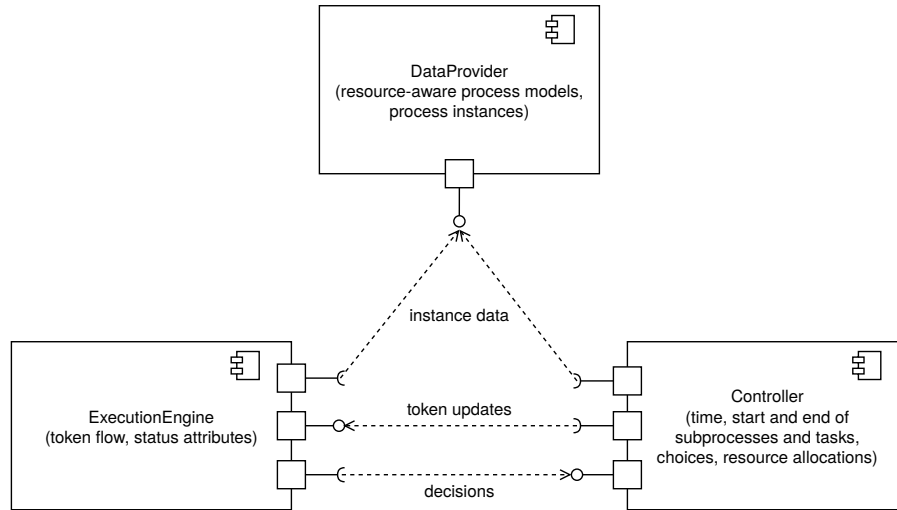 DataProvider
(resource-aware process models,
process instances)
instance data
ExecutionEngine
(token flow, status attributes)
token updates
decisions
Controller
(time, start and end of
subprocesses and tasks,
choices, resource allocations)